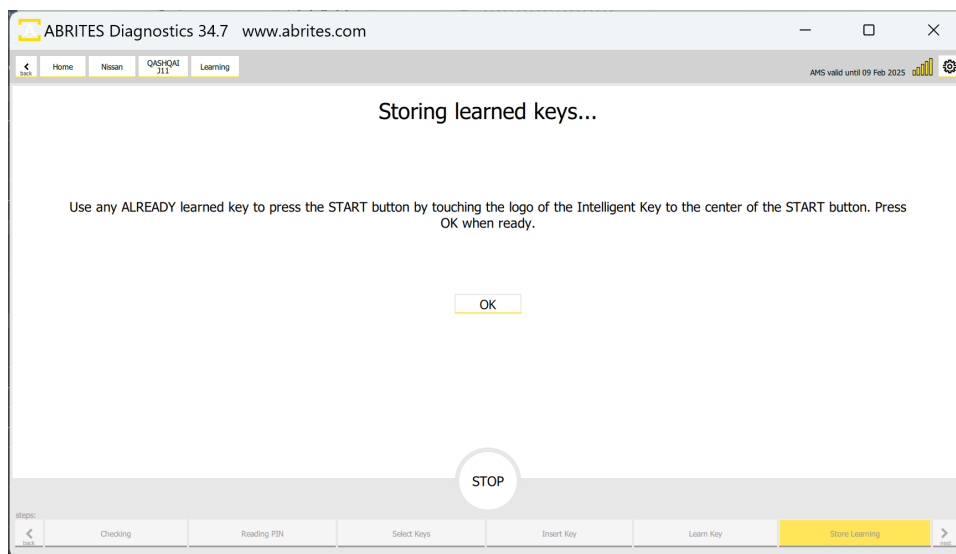 ABRITES Diagnostics 34.7 www.abrites.com
back
Home
Nissan
QASHQAI
J11
Learning
AMS valid until 09 Feb 2025
Storing learned keys...
Use any ALREADY learned key to press the START button by touching the logo of the Intelligent Key to the center of the START button. Press
OK when ready.
OK
STOP
steps:
back
Checking
Reading PIN
Select Keys
Insert Key
Learn Key
Store Learning
next